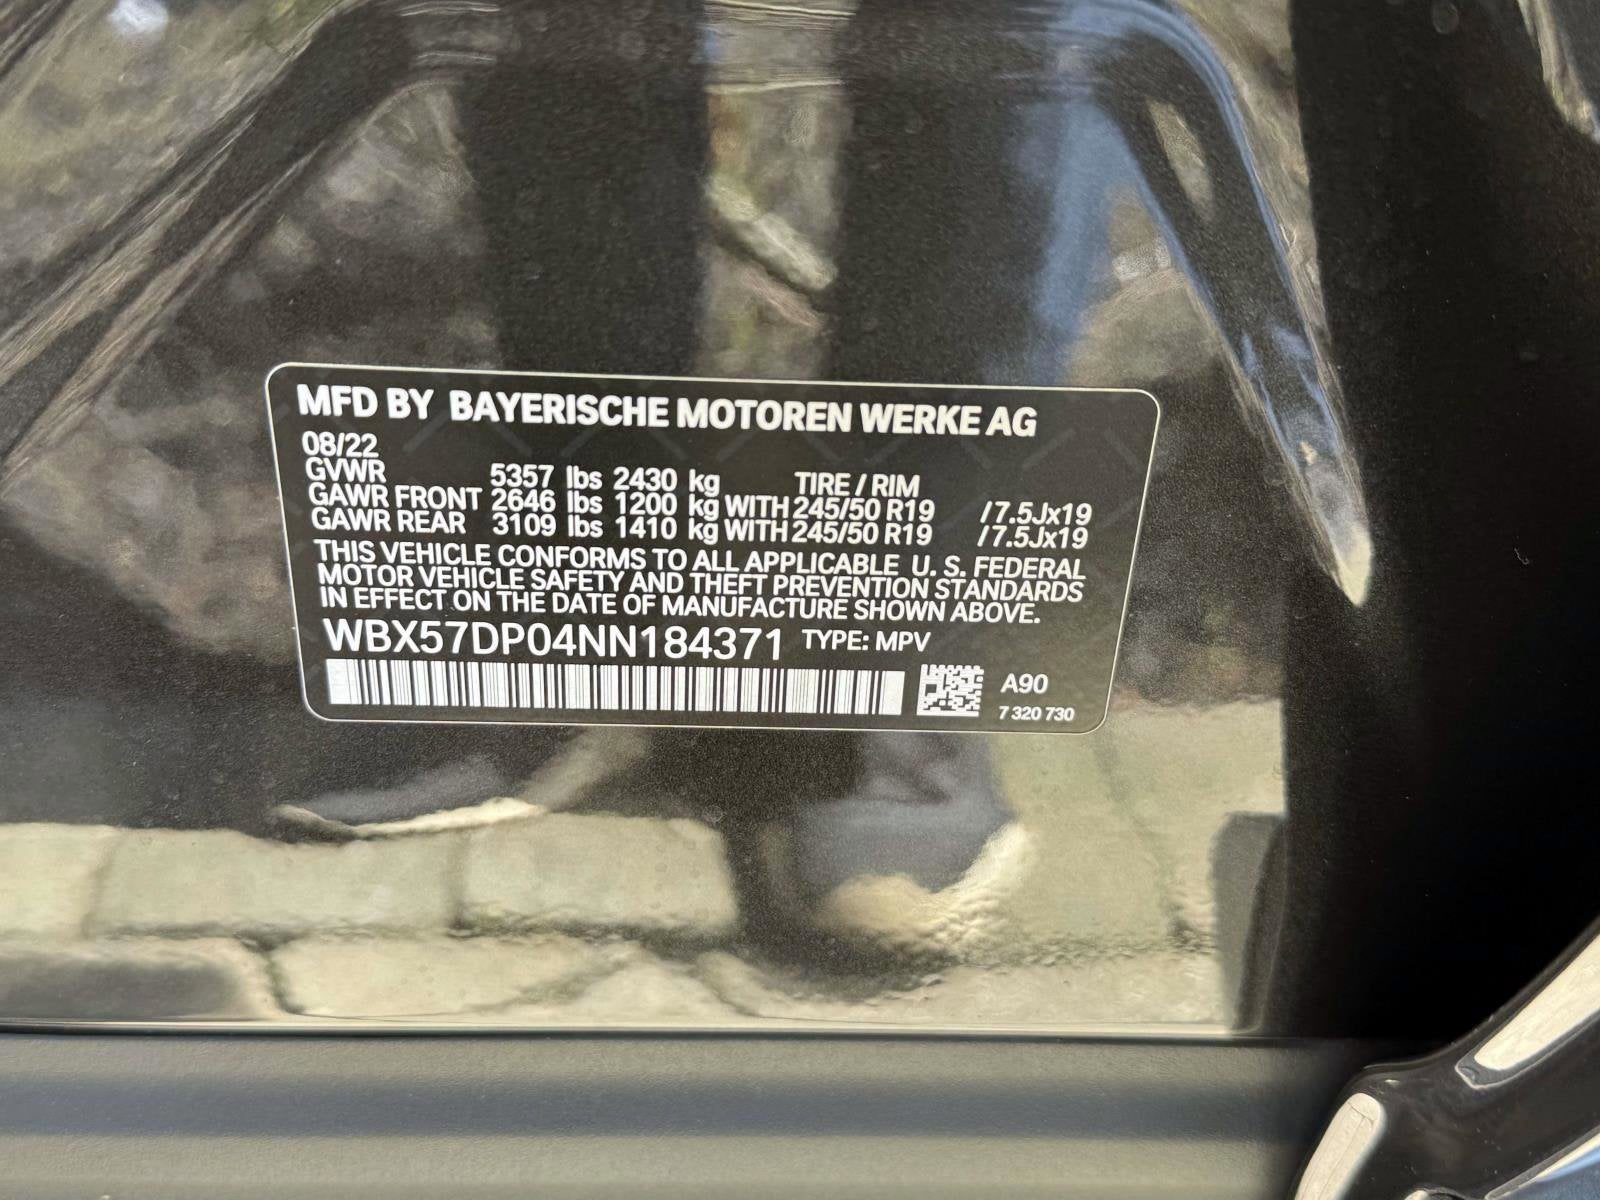 MFD BY BAYERISCHE MOTOREN WERKE AG
08/22
GVWR 5357 lbs 2430 kg TIRE / RIM
GAWR FRONT 2646 lbs 1200 kg WITH 245/50 R19 /7.5Jx19
GAWR REAR 3109 lbs 1410 kg WITH 245/50 R19 /7.5Jx19
THIS VEHICLE CONFORMS TO ALL APPLICABLE U. S. FEDERAL
MOTOR VEHICLE SAFETY AND THEFT PREVENTION STANDARDS
IN EFFECT ON THE DATE OF MANUFACTURE SHOWN ABOVE.
WBX57DP04NN184371 TYPE: MPV
A90
7 320 730